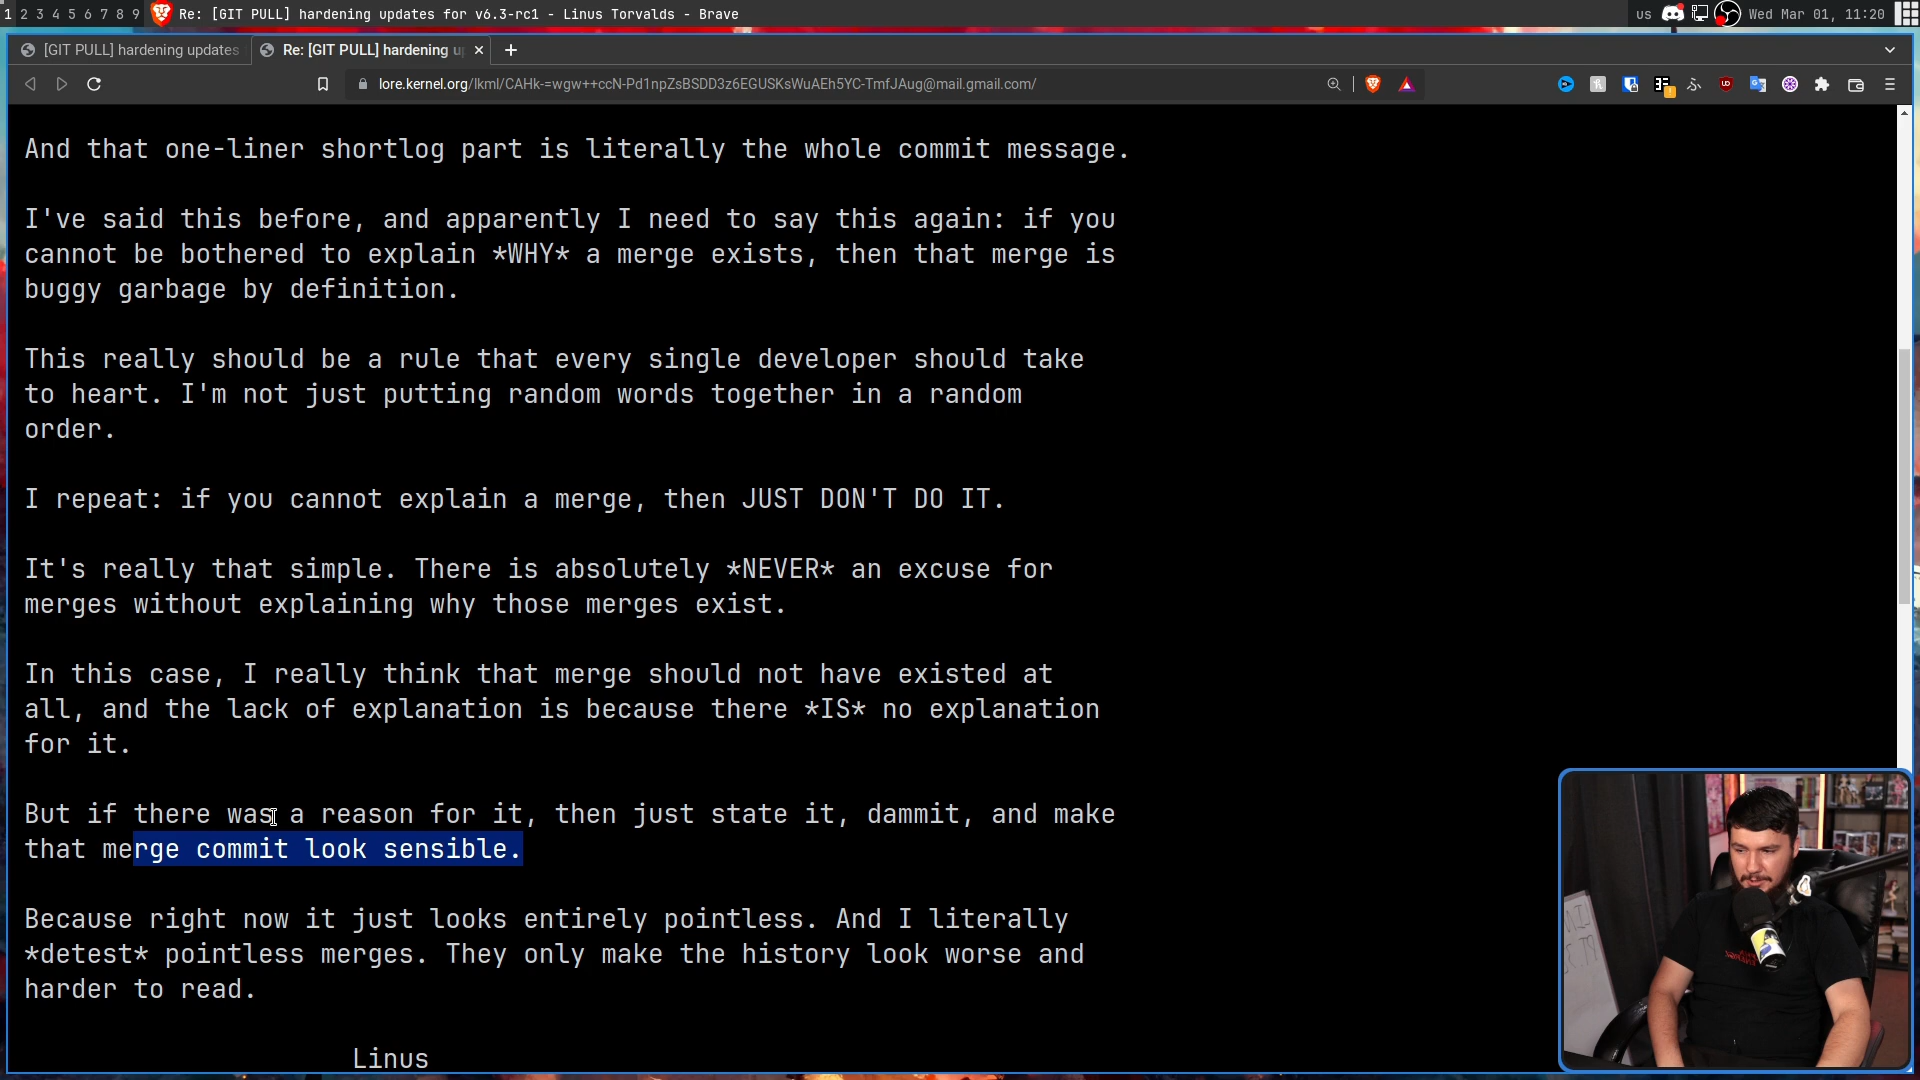 1 2 3 4 5 6 7 8 9 Re: [GIT PULL] hardening updates for v6.3-rc1 - Linus Torvalds - Brave us Wed Mar 01, 11:20
[GIT PULL] hardening updates Re: [GIT PULL] hardening u
lore.kernel.org/lkml/CAHk-=wgw++ccN-Pd1npZsBSDD3z6EGUSKsWuAEh5YC-TmfJAug@mail.gmail.com/
And that one-liner shortlog part is literally the whole commit message.
I've said this before, and apparently I need to say this again: if you
cannot be bothered to explain *WHY* a merge exists, then that merge is
buggy garbage by definition.
This really should be a rule that every single developer should take
to heart. I'm not just putting random words together in a random
order.
I repeat: if you cannot explain a merge, then JUST DON'T DO IT.
It's really that simple. There is absolutely *NEVER* an excuse for
merges without explaining why those merges exist.
In this case, I really think that merge should not have existed at
all, and the lack of explanation is because there *IS* no explanation
for it.
But if there was a reason for it, then just state it, dammit, and make
that merge commit look sensible.
Because right now it just looks entirely pointless. And I literally
*detest* pointless merges. They only make the history look worse and
harder to read.
Linus